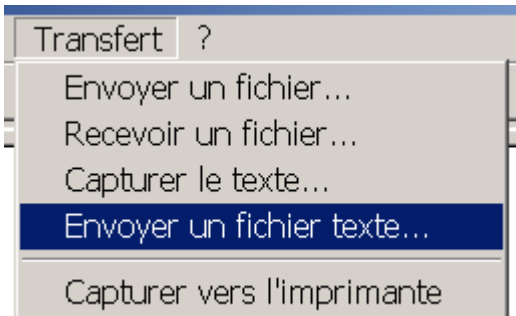 Transfert ?
Envoyer un fichier...
Recevoir un fichier...
Capturer le texte...
Envoyer un fichier texte...
Capturer vers l'imprimante